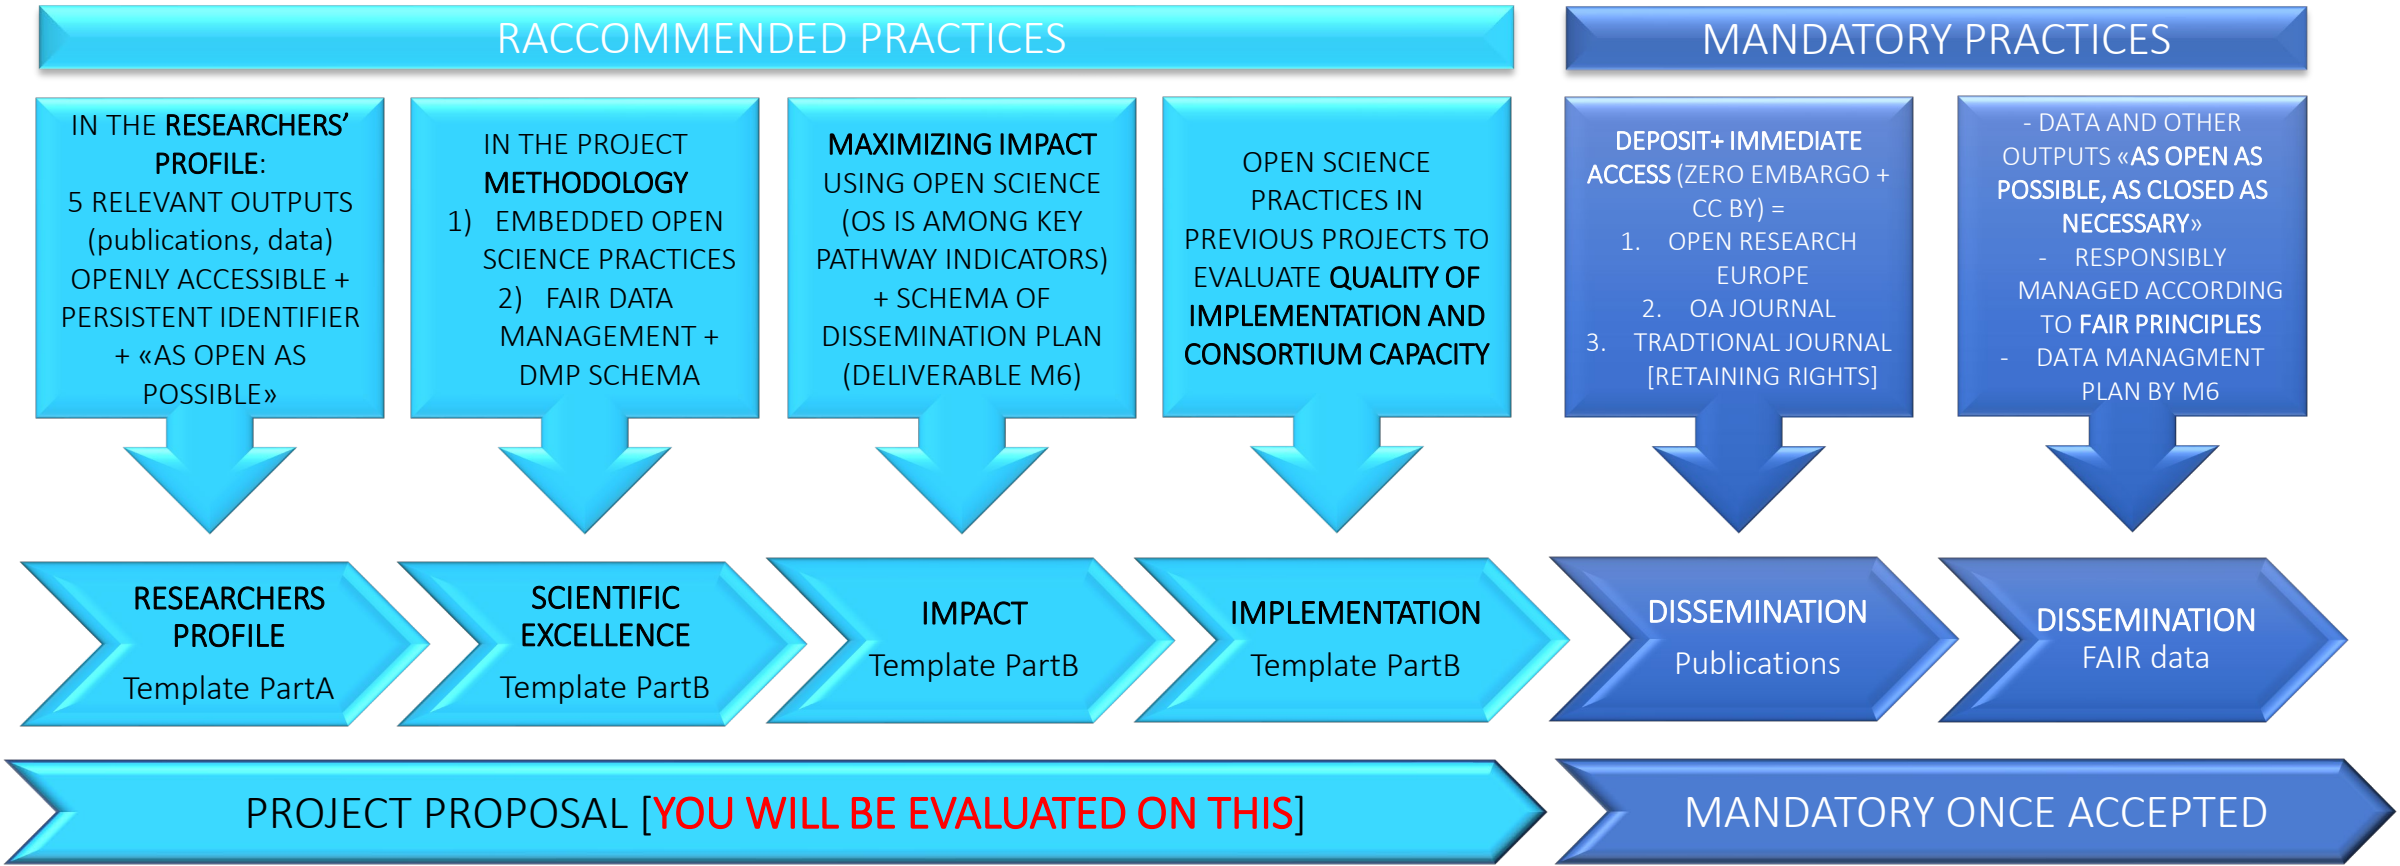 RACCOMMENDED PRACTICES
MANDATORY PRACTICES
IN THE RESEARCHERS’
PROFILE:
5 RELEVANT OUTPUTS
(publications, data)
OPENLY ACCESSIBLE +
PERSISTENT IDENTIFIER
+ «AS OPEN AS
POSSIBLE»
IN THE PROJECT
METHODOLOGY
1) EMBEDDED OPEN
SCIENCE PRACTICES
2) FAIR DATA
MANAGEMENT +
DMP SCHEMA
MAXIMIZING IMPACT
USING OPEN SCIENCE
(OS IS AMONG KEY
PATHWAY INDICATORS)
+ SCHEMA OF
DISSEMINATION PLAN
(DELIVERABLE M6)
OPEN SCIENCE
PRACTICES IN
PREVIOUS PROJECTS TO
EVALUATE QUALITY OF
IMPLEMENTATION AND
CONSORTIUM CAPACITY
DEPOSIT+ IMMEDIATE
ACCESS (ZERO EMBARGO +
CC BY) =
1. OPEN RESEARCH
EUROPE
2. OA JOURNAL
3. TRADTIONAL JOURNAL
[RETAINING RIGHTS]
- DATA AND OTHER
OUTPUTS «AS OPEN AS
POSSIBLE, AS CLOSED AS
NECESSARY»
- RESPONSIBLY
MANAGED ACCORDING
TO FAIR PRINCIPLES
- DATA MANAGMENT
PLAN BY M6
RESEARCHERS
PROFILE
Template PartA
SCIENTIFIC
EXCELLENCE
Template PartB
IMPACT
Template PartB
IMPLEMENTATION
Template PartB
DISSEMINATION
Publications
DISSEMINATION
FAIR data
PROJECT PROPOSAL [YOU WILL BE EVALUATED ON THIS]
MANDATORY ONCE ACCEPTED